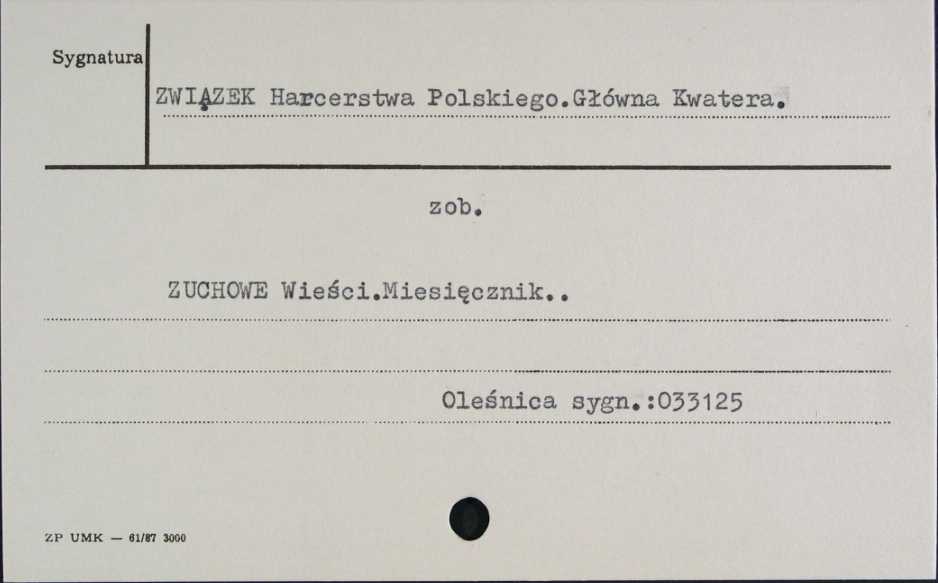 Sygnatura
ZWIĄZEK Harcerstwa Polskiego.Główna Kwatera.
zob.
ZUCHOWE Wieści.Miesięcznik..
Oleśnica sygn.:033125
ZP UMK — 61/87 3000